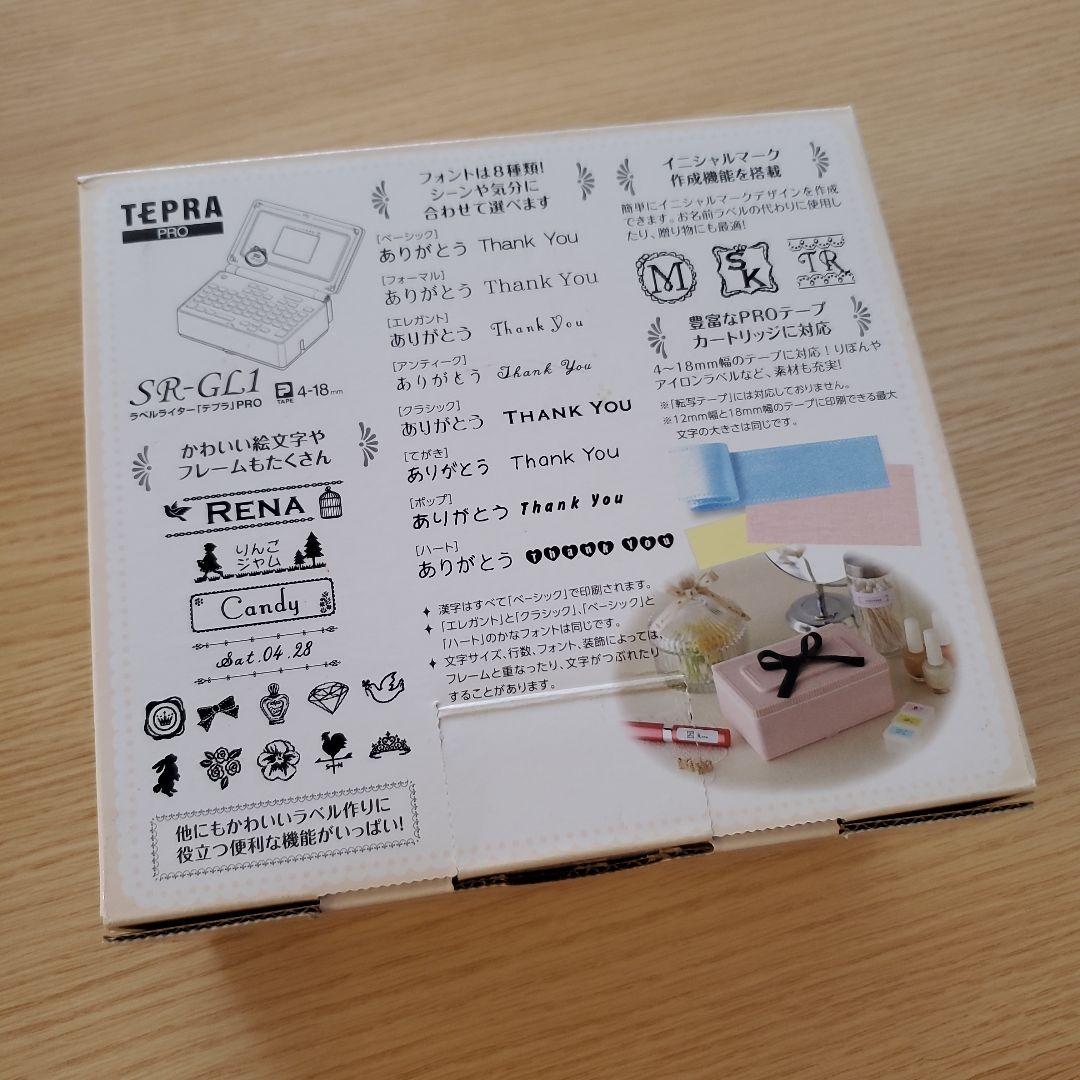 TEPRA
PRO
SR-GL1
TAPE 4-18mm
ラベルライター「テプラ」PRO
かわいい絵文字や
フレームもたくさん
RENA
りんご
ジャム
Candy
Sat.04.28
他にもかわいいラベル作りに
役立つ便利な機能がいっぱい!
フォントは8種類!
シーンや気分に
合わせて選べます
[ベーシック]
ありがとう Thank You
[フォーマル]
ありがとう Thank You
[エレガント]
ありがとう Thank You
[アンティーク]
ありがとう Thank You
[クラシック]
ありがとう THANK YOU
[てがき]
ありがとう Thank You
[ポップ]
ありがとう Thank You
[ハート]
ありがとう Thank You
漢字はすべて「ベーシック」で印刷されます。
「エレガント」と「クラシック」、「ベーシック」と
「ハート」のかなフォントは同じです。
文字サイズ、行数、フォント、装飾によっては、
フレームと重なったり、文字がつぶれたり
することがあります。
イニシャルマーク
作成機能を搭載
簡単にイニシャルマークデザインを作成
できます。お名前ラベルの代わりに使用し
たり、贈り物にも最適!
M
SK
TR
豊富なPROテープ
カートリッジに対応
4〜18mm幅のテープに対応!りぼんや
アイロンラベルなど、素材も充実!
※「転写テープ」には対応しておりません。
※12mm幅と18mm幅のテープに印刷できる最大
文字の大きさは同じです。